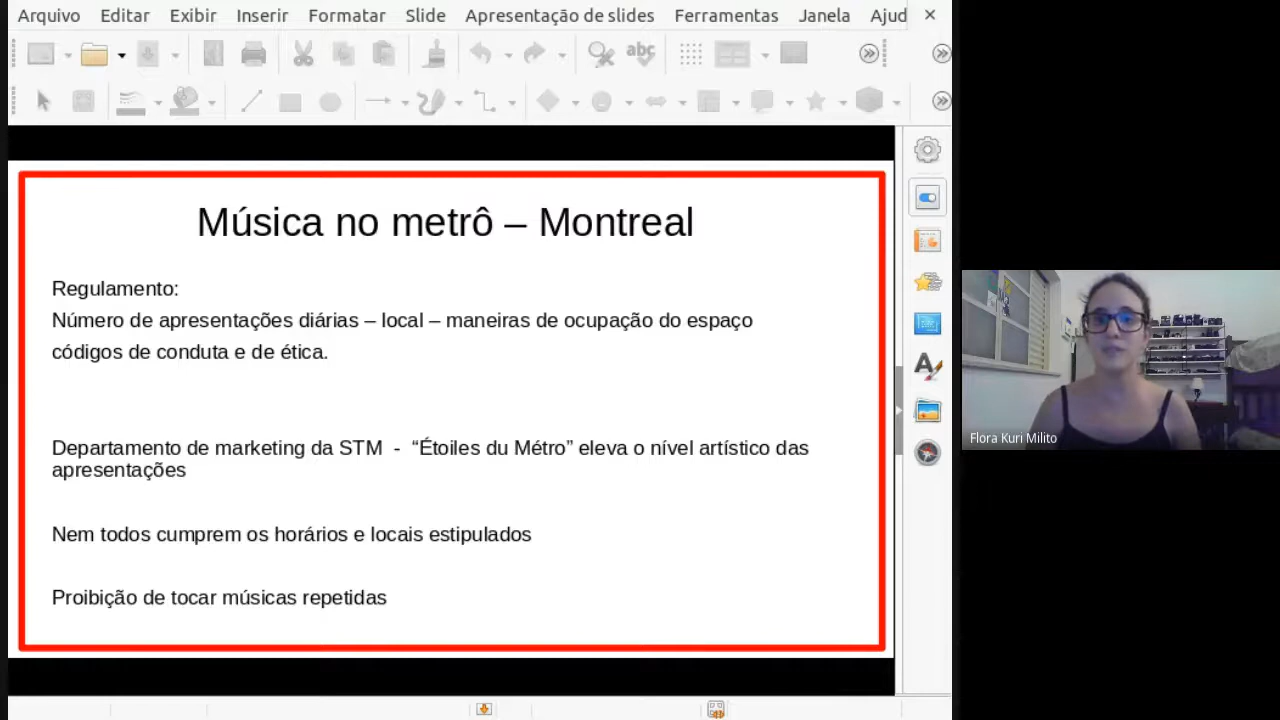 Arquivo Editar Exibir Inserir Formatar Slide Apresentação de slides Ferramentas Janela Ajud
abc
Música no metrô – Montreal
Regulamento:
Número de apresentações diárias – local – maneiras de ocupação do espaço
códigos de conduta e de ética.
Departamento de marketing da STM - “Étoiles du Métro” eleva o nível artístico das
apresentações
Nem todos cumprem os horários e locais estipulados
Proibição de tocar músicas repetidas
Flora Kuri Milito